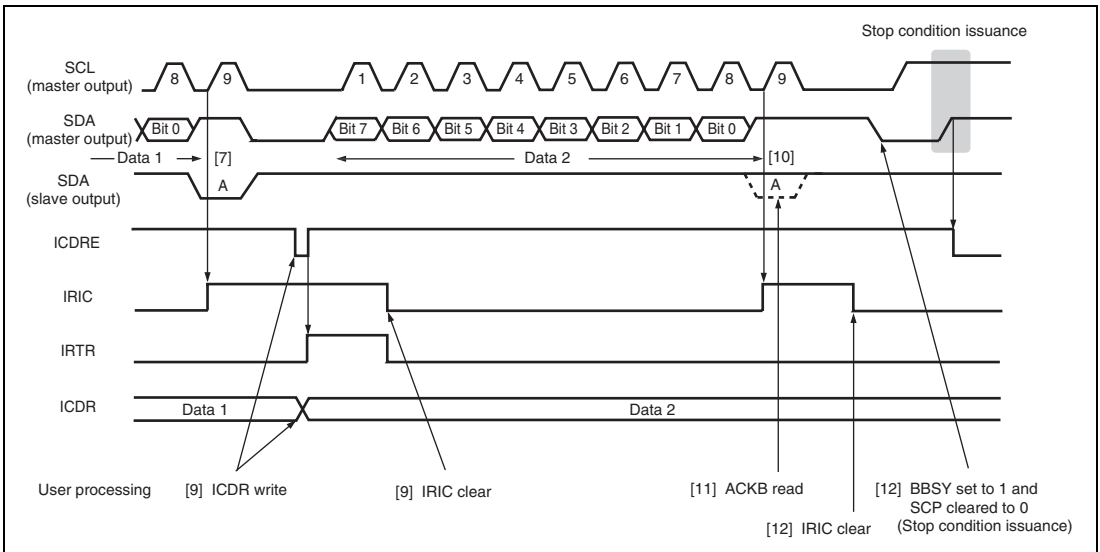 Stop condition issuance
SCL
(master output)
8 9 1 2 3 4 5 6 7 8 9
SDA
(master output)
Bit 0 Bit 7 Bit 6 Bit 5 Bit 4 Bit 3 Bit 2 Bit 1 Bit 0
Data 1 [7] Data 2 [10]
SDA
(slave output)
A A
ICDRE
IRIC
IRTR
ICDR
Data 1 Data 2
User processing [9] ICDR write [9] IRIC clear [11] ACKB read [12] BBSY set to 1 and
SCP cleared to 0
(Stop condition issuance)
[12] IRIC clear